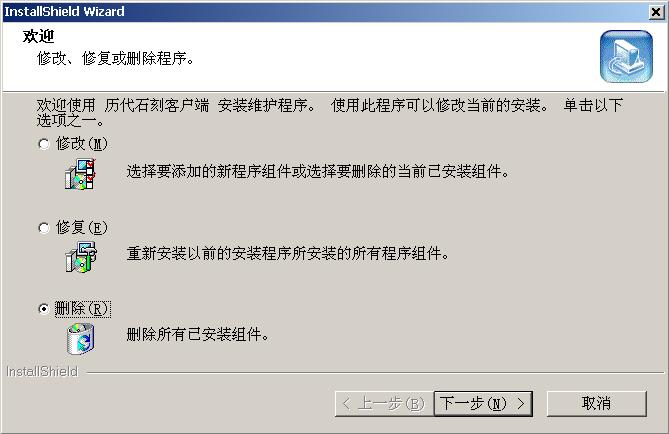 InstallShield Wizard
欢迎
修改、修复或删除程序。
欢迎使用 历代石刻客户端 安装维护程序。 使用此程序可以修改当前的安装。 单击以下
选项之一。
修改(M)
选择要添加的新程序组件或选择要删除的当前已安装组件。
修复(E)
重新安装以前的安装程序所安装的所有程序组件。
删除(R)
删除所有已安装组件。
InstallShield
< 上一步(B) 下一步(N) > 取消